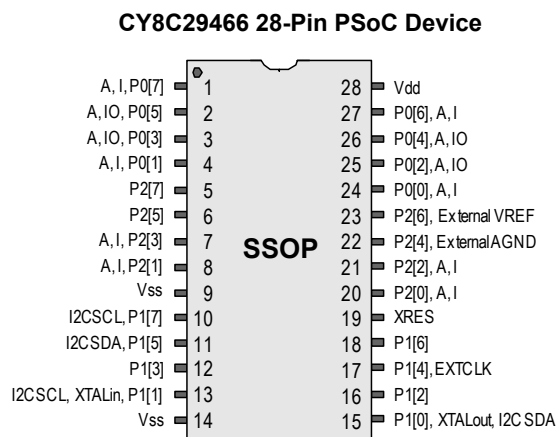 CY8C29466 28-Pin PSoC Device
A, I, P0[7] 1 28 Vdd
A, IO, P0[5] 2 27 P0[6], A, I
A, IO, P0[3] 3 26 P0[4], A, IO
A, I, P0[1] 4 25 P0[2], A, IO
P2[7] 5 24 P0[0], A, I
P2[5] 6 23 P2[6], External VREF
A, I, P2[3] 7 SSOP 22 P2[4], External AGND
A, I, P2[1] 8 21 P2[2], A, I
Vss 9 20 P2[0], A, I
I2CSCL, P1[7] 10 19 XRES
I2CSDA, P1[5] 11 18 P1[6]
P1[3] 12 17 P1[4], EXTCLK
I2CSCL, XTALin, P1[1] 13 16 P1[2]
Vss 14 15 P1[0], XTALout, I2CSDA